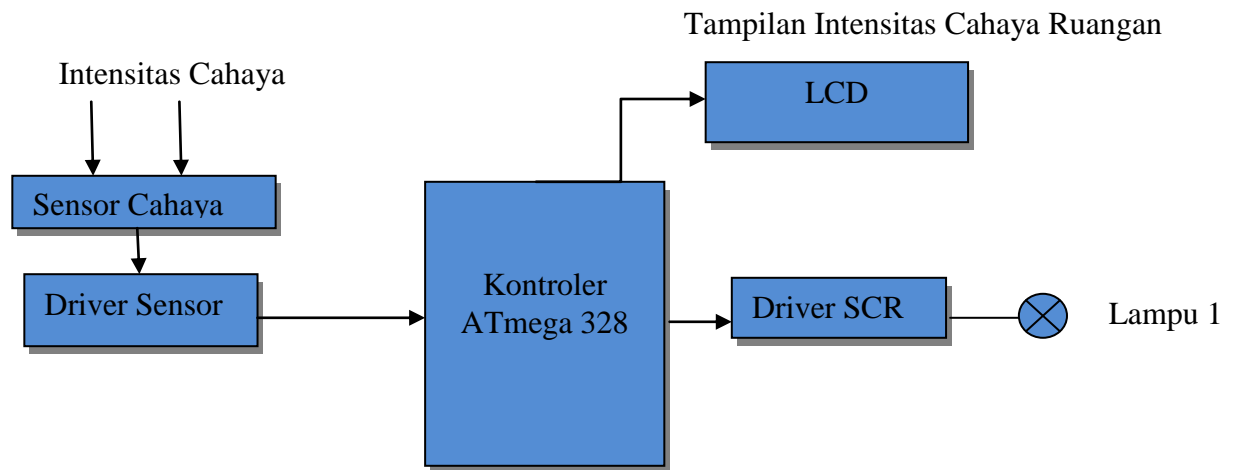 Tampilan Intensitas Cahaya Ruangan
Intensitas Cahaya
LCD
Sensor Cahaya
Driver Sensor
Kontroler
ATmega 328
Driver SCR
Lampu 1